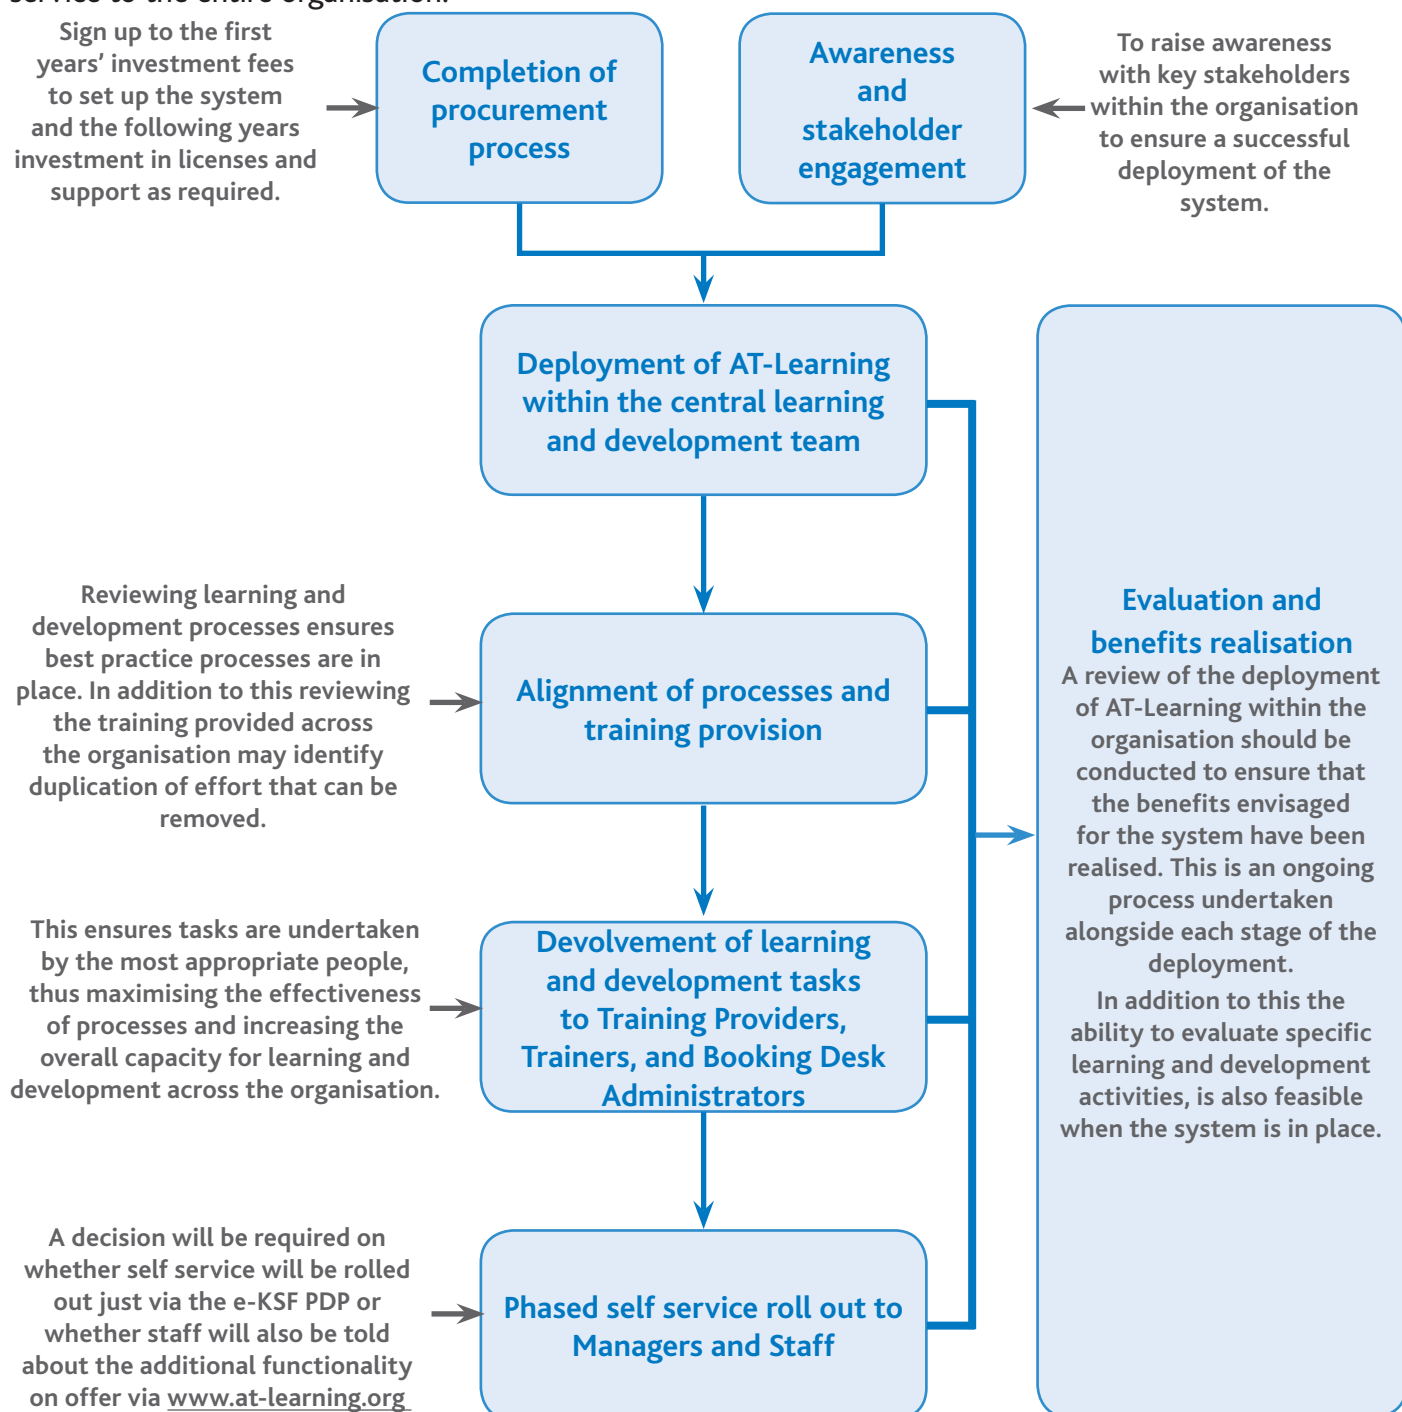 service to the entire organisation.
Sign up to the first
years’ investment fees
to set up the system
and the following years
investment in licenses and
support as required.
Completion of
procurement
process
Awareness
and
stakeholder
engagement
To raise awareness
with key stakeholders
within the organisation
to ensure a successful
deployment of the
system.
Deployment of AT-Learning
within the central learning
and development team
Reviewing learning and
development processes ensures
best practice processes are in
place. In addition to this reviewing
the training provided across
the organisation may identify
duplication of effort that can be
removed.
Alignment of processes and
training provision
This ensures tasks are undertaken
by the most appropriate people,
thus maximising the effectiveness
of processes and increasing the
overall capacity for learning and
development across the organisation.
Devolvement of learning
and development tasks
to Training Providers,
Trainers, and Booking Desk
Administrators
A decision will be required on
whether self service will be rolled
out just via the e-KSF PDP or
whether staff will also be told
about the additional functionality
on offer via www.at-learning.org
Phased self service roll out to
Managers and Staff
Evaluation and
benefits realisation
A review of the deployment
of AT-Learning within the
organisation should be
conducted to ensure that
the benefits envisaged
for the system have been
realised. This is an ongoing
process undertaken
alongside each stage of the
deployment.
In addition to this the
ability to evaluate specific
learning and development
activities, is also feasible
when the system is in place.